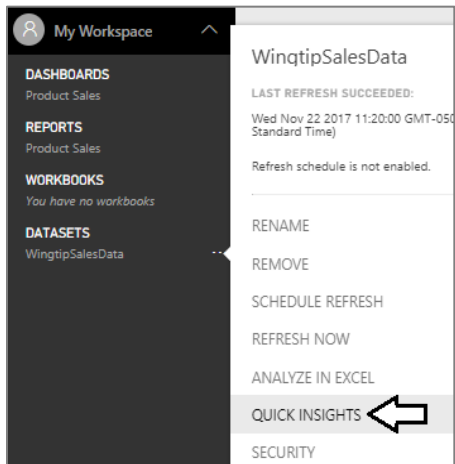 My Workspace
DASHBOARDS
Product Sales
REPORTS
Product Sales
WORKBOOKS
You have no workbooks
DATASETS
WingtipSalesData
WingtipSalesData
LAST REFRESH SUCCEEDED:
Wed Nov 22 2017 11:20:00 GMT-050
Standard Time)
Refresh schedule is not enabled.
RENAME
REMOVE
SCHEDULE REFRESH
REFRESH NOW
ANALYZE IN EXCEL
QUICK INSIGHTS
SECURITY